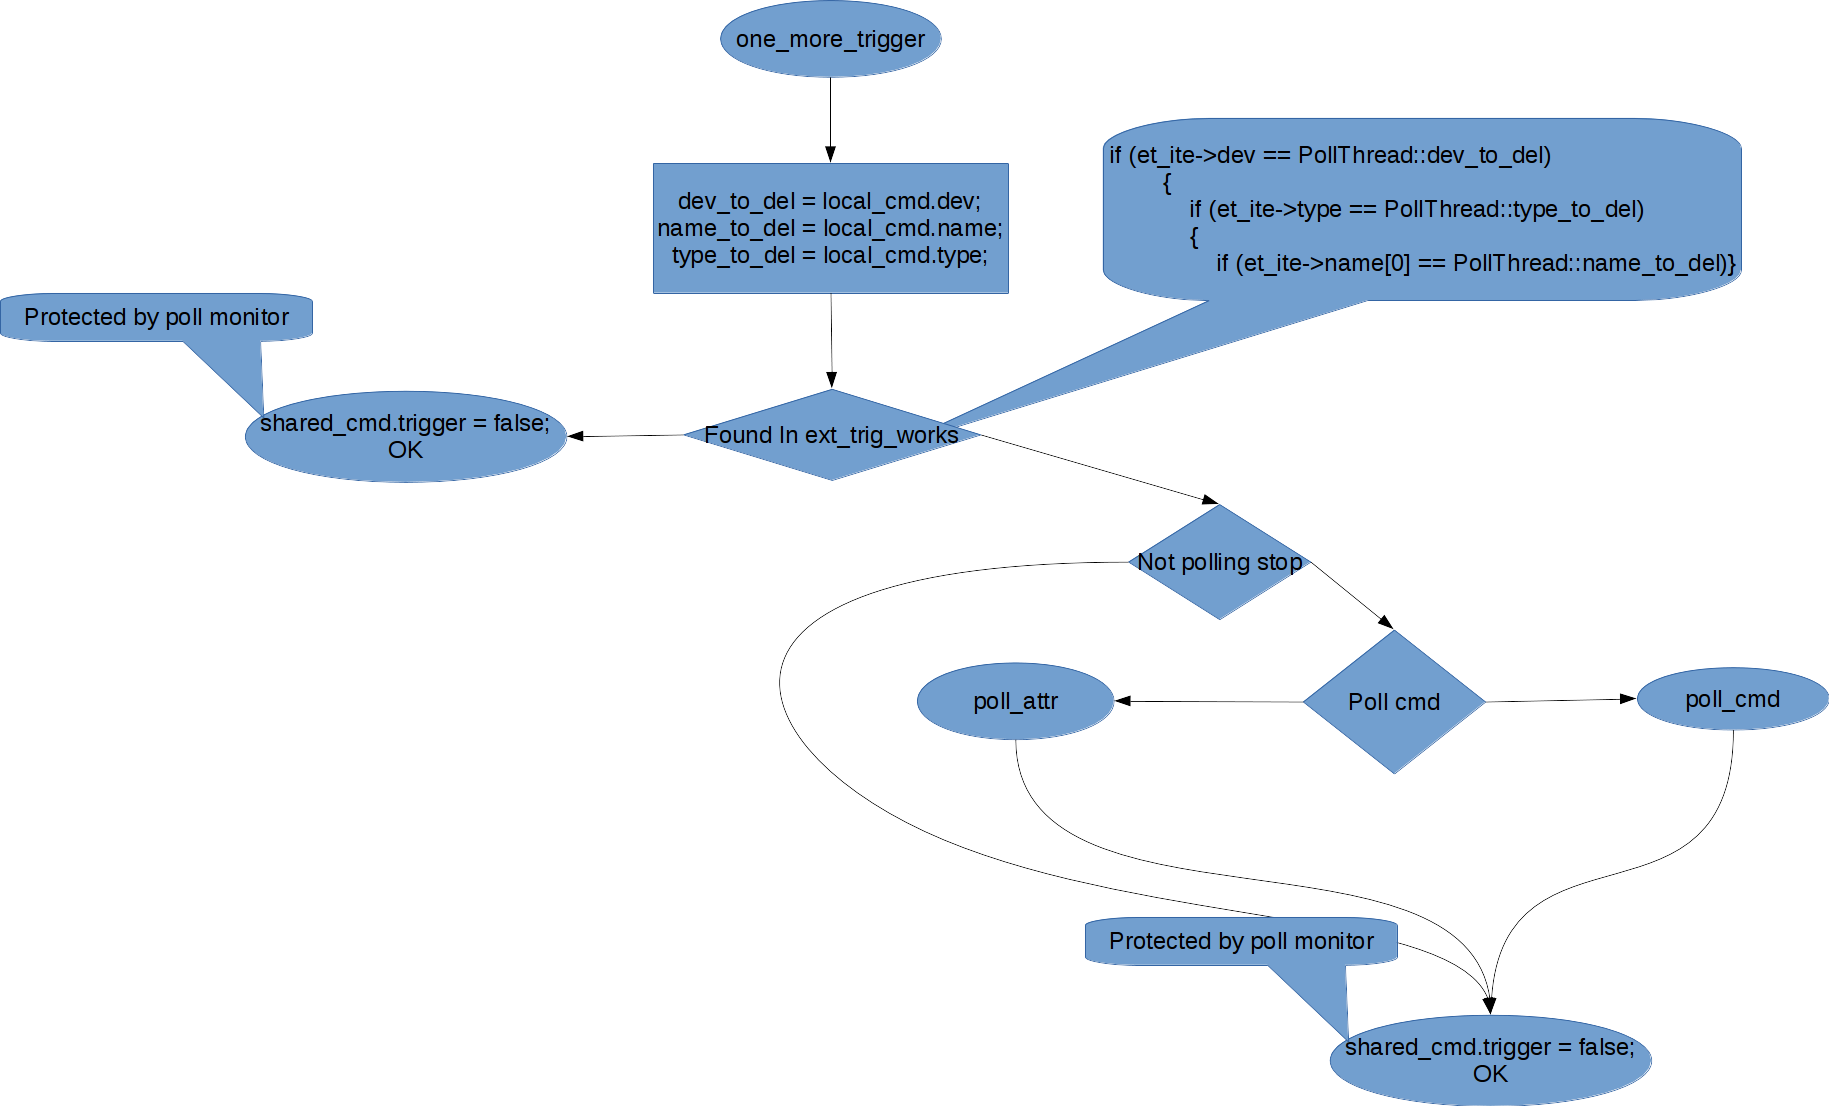 one_more_trigger
if (et_ite->dev == PollThread::dev_to_del)
{
if (et_ite->type == PollThread::type_to_del)
{
if (et_ite->name[0] == PollThread::name_to_del)}
dev_to_del = local_cmd.dev;
name_to_del = local_cmd.name;
type_to_del = local_cmd.type;
Protected by poll monitor
shared_cmd.trigger = false;
OK
Found In ext_trig_works
Not polling stop
poll_attr
Poll cmd
poll_cmd
Protected by poll monitor
shared_cmd.trigger = false;
OK